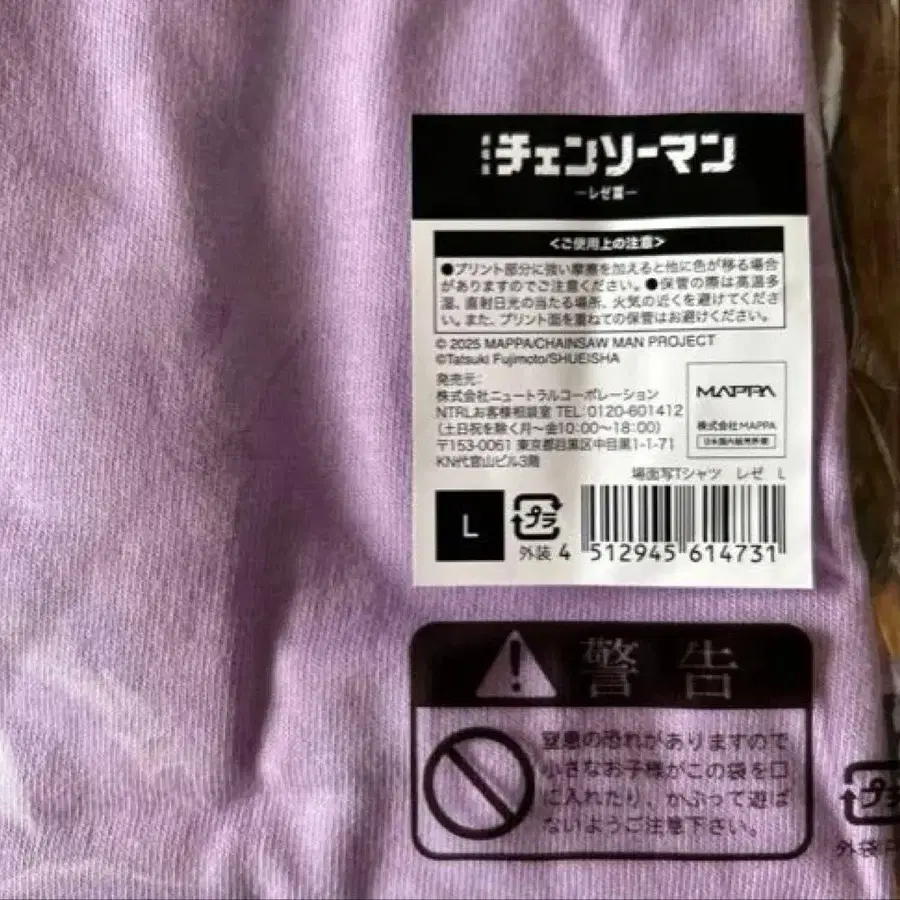 劇場版 チェンソーマン
―レゼ篇―
<ご使用上の注意>
●プリント部分に強い摩擦を加えると他に色が移る場合
がありますのでご注意ください。●保管の際は高温多
湿、直射日光の当たる場所、火気の近くを避けてくださ
い。また、プリント面を重ねての保管はお避けください。
© 2025 MAPPA/CHAINSAW MAN PROJECT
©Tatsuki Fujimoto/SHUEISHA
発売元:
株式会社ニュートラルコーポレーション
NTRLお客様相談室 TEL:0120-601412
(土日祝を除く月～金10:00～18:00)
〒153-0061 東京都目黒区中目黒1-1-71
KN代官山ビル3階
MAPPA
株式会社MAPPA
日本国内販売許諾
場面写Tシャツ レゼ L
L
プラ
外装
4 512945 614731
警告
窒息の恐れがありますので
小さなお子様がこの袋を口
に入れたり、かぶって遊ば
ないようご注意下さい。
プラ
外袋